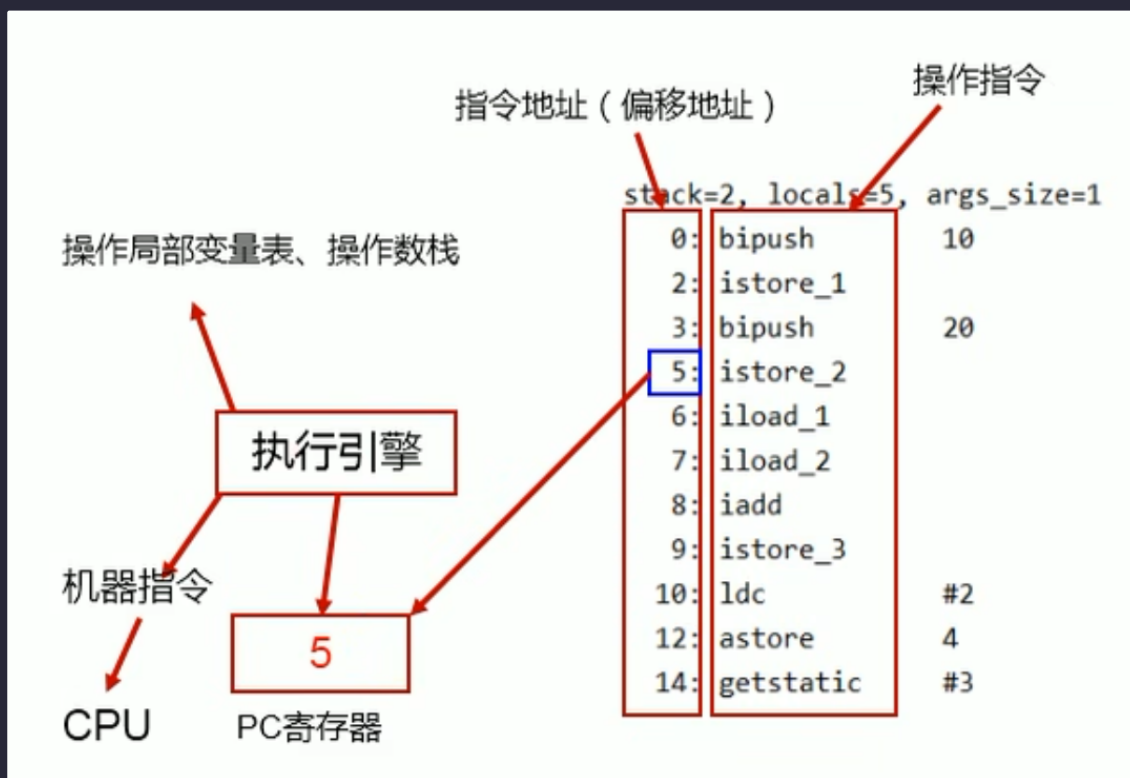 操作指令
指令地址（偏移地址）
stack=2, locals=5, args_size=1
0: bipush 10
2: istore_1
3: bipush 20
5: istore_2
6: iload_1
7: iload_2
8: iadd
9: istore_3
10: ldc #2
12: astore 4
14: getstatic #3
操作局部变量表、操作数栈
执行引擎
机器指令
CPU
5
PC寄存器